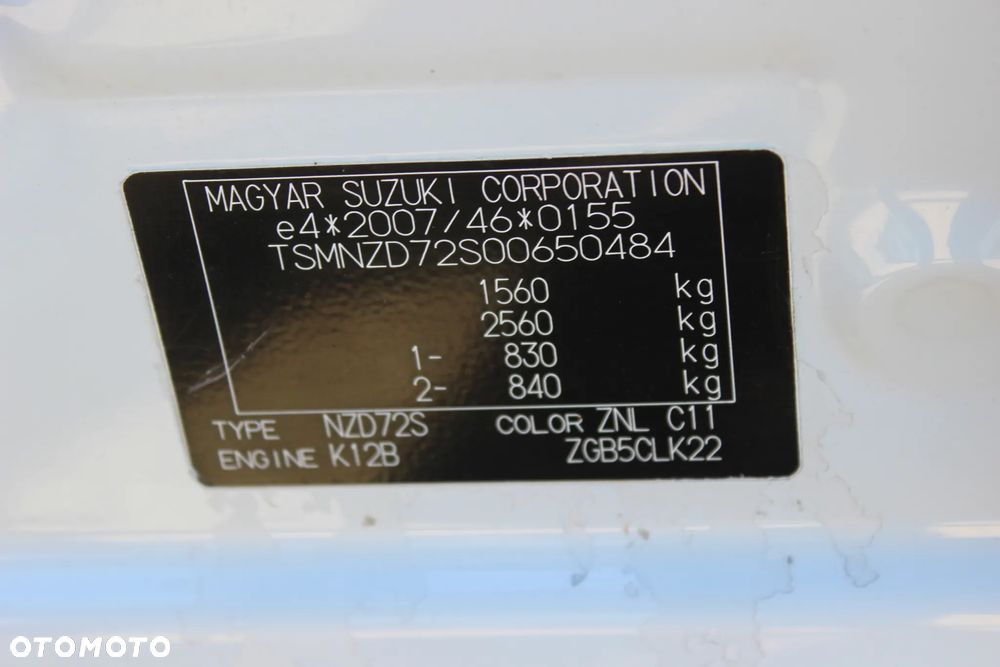 MAGYAR SUZUKI CORPORATION
e4*2007/46*0155
TSMNZD72S00650484
1560 kg
2560 kg
1- 830 kg
2- 840 kg
TYPE NZD72S COLOR ZNL C11
ENGINE K12B ZGB5CLK22
OTOMOTO